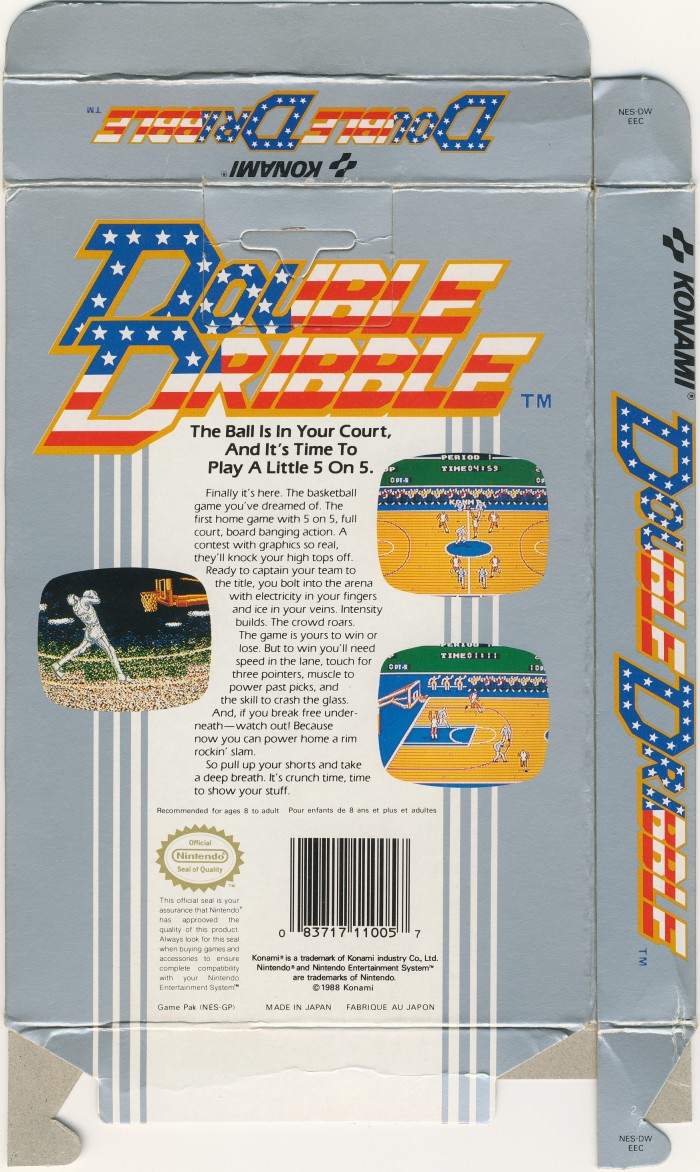 DOUBLE DRIBBLE DOUBLE DRIBBLE TM
KONAMI®
NES-DW
EEC
DOUBLE
DRIBBLE TM
KONAMI®
DOUBLE DRIBBLE TM
The Ball Is In Your Court,
And It's Time To
Play A Little 5 On 5.
Finally it's here. The basketball
game you've dreamed of. The
first home game with 5 on 5, full
court, board banging action. A
contest with graphics so real,
they'll knock your high tops off.
Ready to captain your team to
the title, you bolt into the arena
with electricity in your fingers
and ice in your veins. Intensity
builds. The crowd roars.
The game is yours to win or
lose. But to win you'll need
speed in the lane, touch for
three pointers, muscle to
power past picks, and
the skill to crash the glass.
And, if you break free under-
neath—watch out! Because
now you can power home a rim
rockin' slam.
So pull up your shorts and take
a deep breath. It's crunch time, time
to show your stuff.
PERIOD 1
TIME 04:59
KONAMI
PERIOD 1
Recommended for ages 8 to adult Pour enfants de 8 ans et plus et adultes
Official
Nintendo®
Seal of Quality
TM
This official seal is your
assurance that Nintendo®
has approoved the
quality of this product.
Always look for this seal
when buying games and
accessories to ensure
complete compatibility
with your Nintendo
Entertainment System™
0 83717 11005 7
Konami® is a trademark of Konami industry Co., Ltd.
Nintendo® and Nintendo Entertainment System™
are trademarks of Nintendo.
©1988 Konami
Game Pak (NES-GP) MADE IN JAPAN FABRIQUE AU JAPON
2
NES-DW
EEC